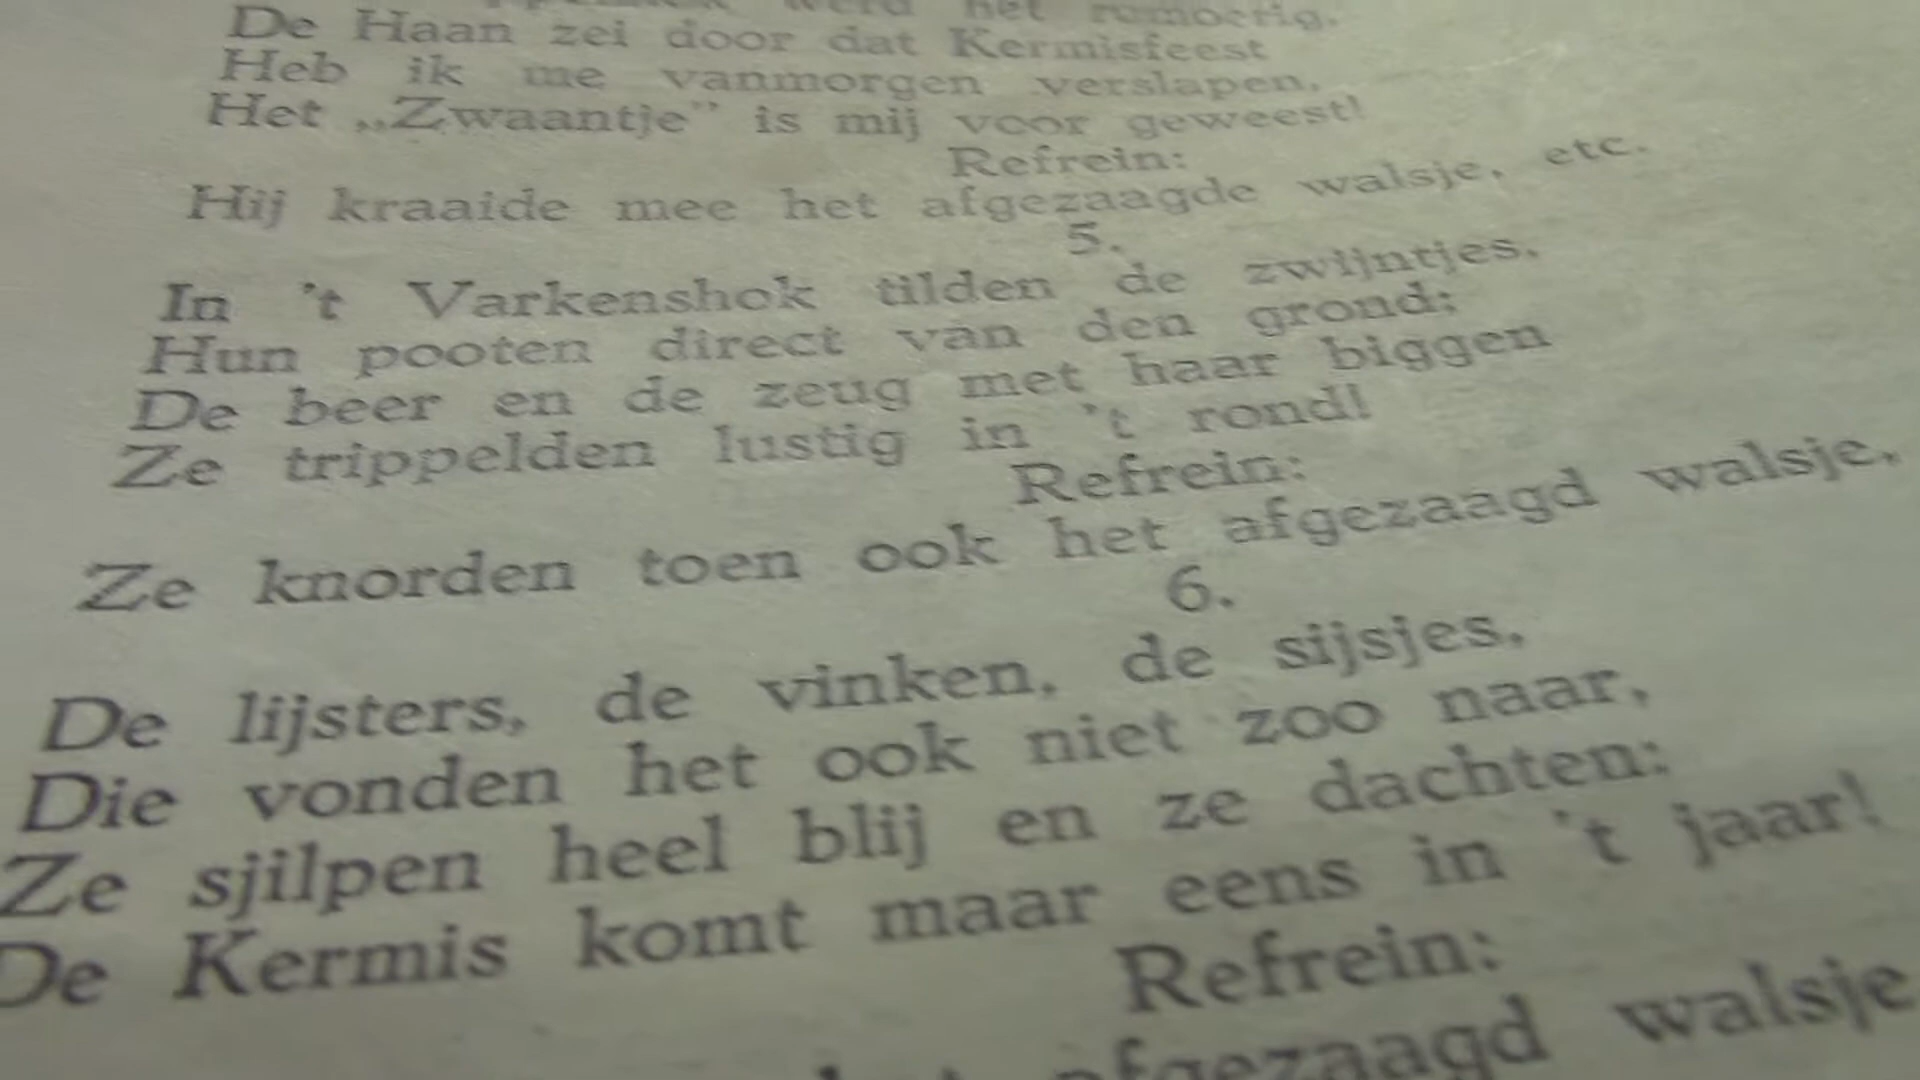 werd het rumoerig.
De Haan zei door dat Kermisfeest
Heb ik me vanmorgen verslapen,
Het „Zwaantje” is mij voor geweest!
Refrein:
Hij kraaide mee het afgezaagde walsje, etc.
5.
In 't Varkenshok tilden de zwijntjes,
Hun pooten direct van den grond;
De beer en de zeug met haar biggen
Ze trippelden lustig in 't rond!
Refrein:
Ze knorden toen ook het afgezaagd walsje,
6.
De lijsters, de vinken, de sijsjes,
Die vonden het ook niet zoo naar,
Ze sjilpen heel blij en ze dachten:
De Kermis komt maar eens in 't jaar!
Refrein:
afgezaagd walsje